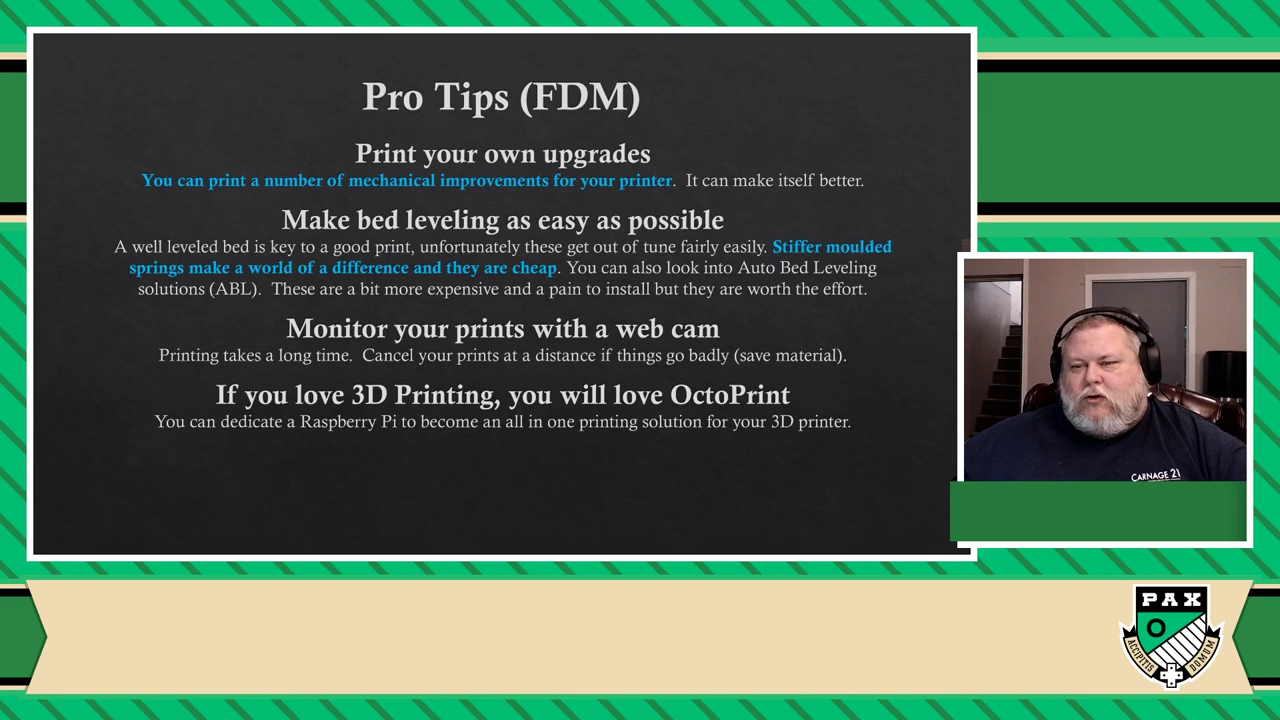 Pro Tips (FDM)
Print your own upgrades
You can print a number of mechanical improvements for your printer. It can make itself better.
Make bed leveling as easy as possible
A well leveled bed is key to a good print, unfortunately these get out of tune fairly easily. Stiffer moulded
springs make a world of a difference and they are cheap. You can also look into Auto Bed Leveling
solutions (ABL). These are a bit more expensive and a pain to install but they are worth the effort.
Monitor your prints with a web cam
Printing takes a long time. Cancel your prints at a distance if things go badly (save material).
If you love 3D Printing, you will love OctoPrint
You can dedicate a Raspberry Pi to become an all in one printing solution for your 3D printer.
CARNAGE 21
PAX
ACCIPITIS
DOMUM